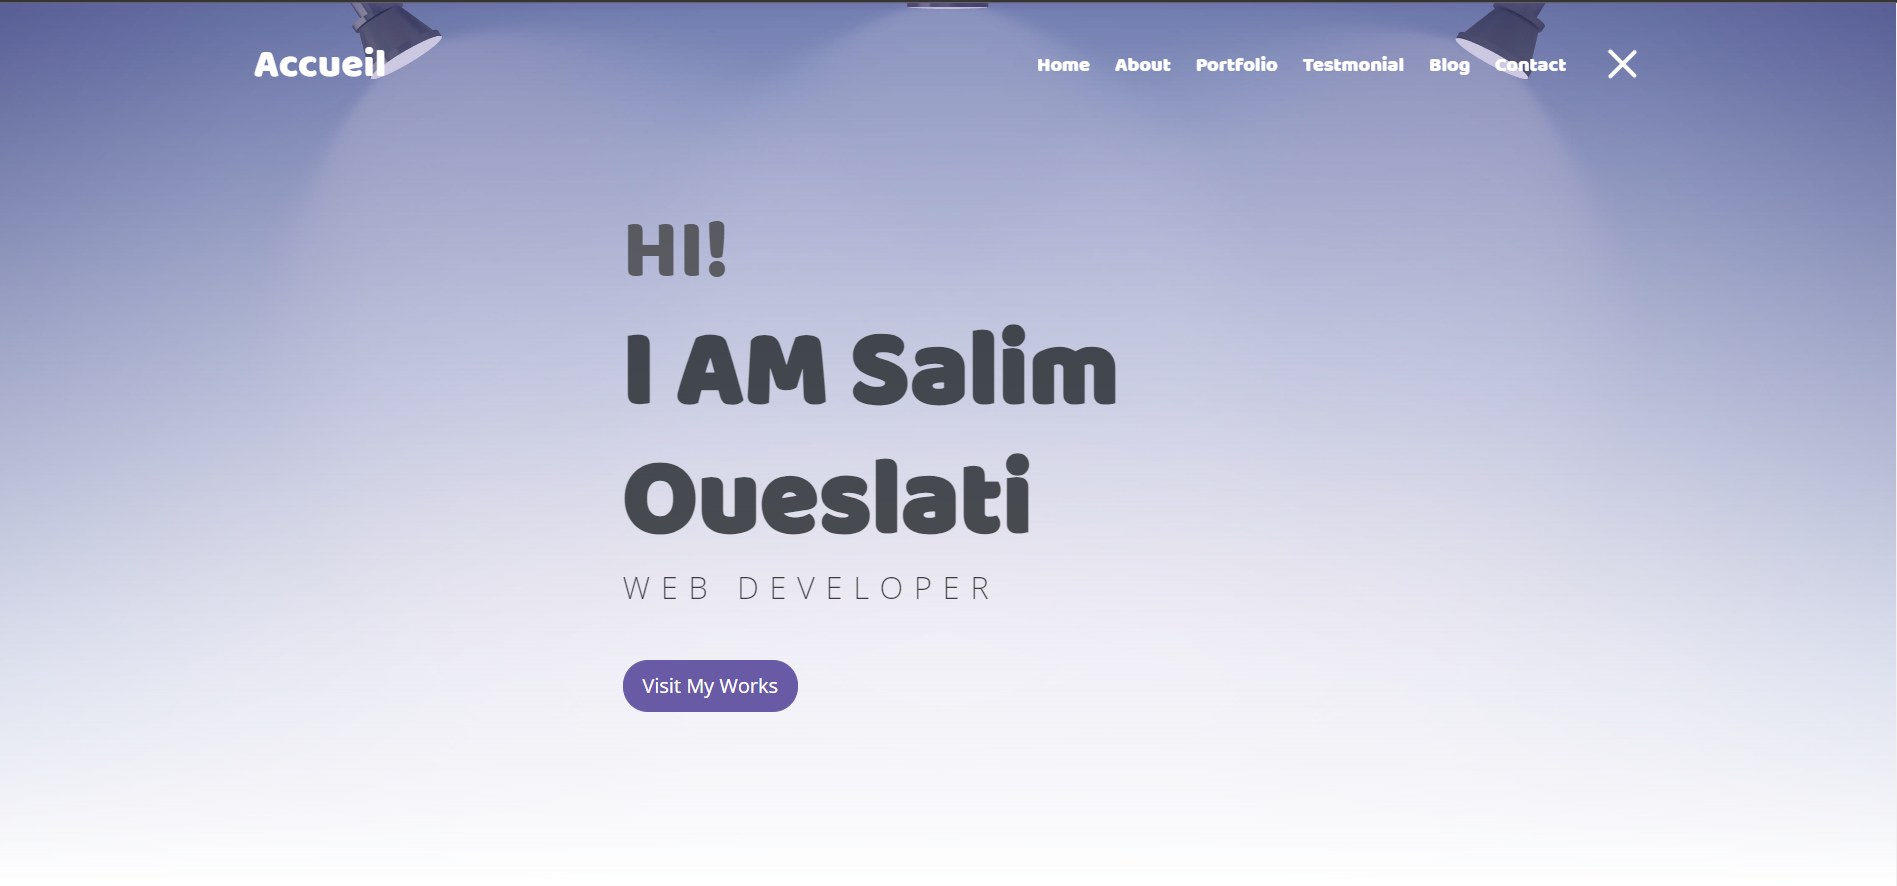 Accueil
Home About Portfolio Testmonial Blog Contact
HI!
I AM Salim
Oueslati
WEB DEVELOPER
Visit My Works